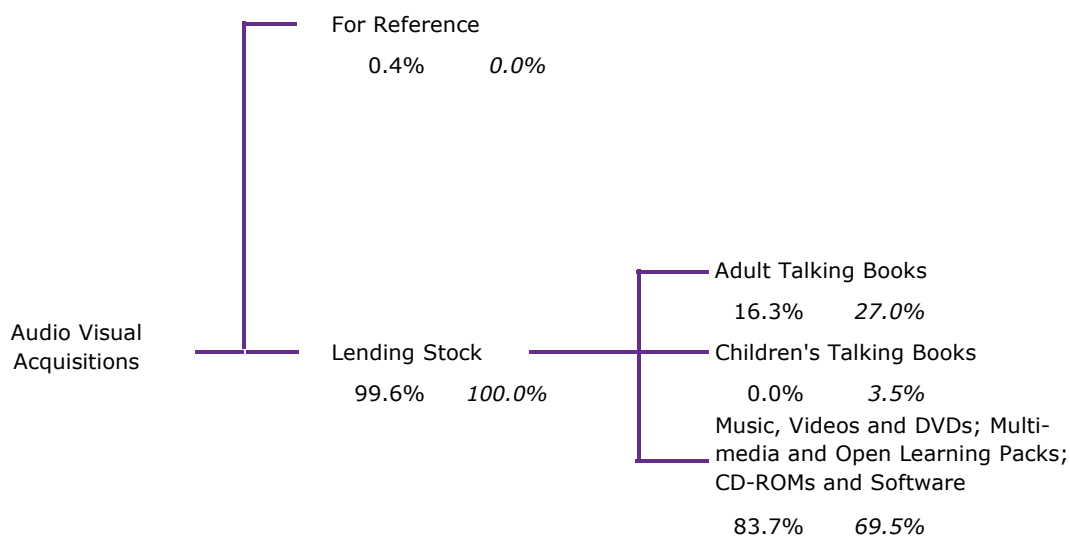 For Reference
0.4% 0.0%
Audio Visual
Acquisitions
Lending Stock
99.6% 100.0%
Adult Talking Books
16.3% 27.0%
Children's Talking Books
0.0% 3.5%
Music, Videos and DVDs; Multi-
media and Open Learning Packs;
CD-ROMs and Software
83.7% 69.5%